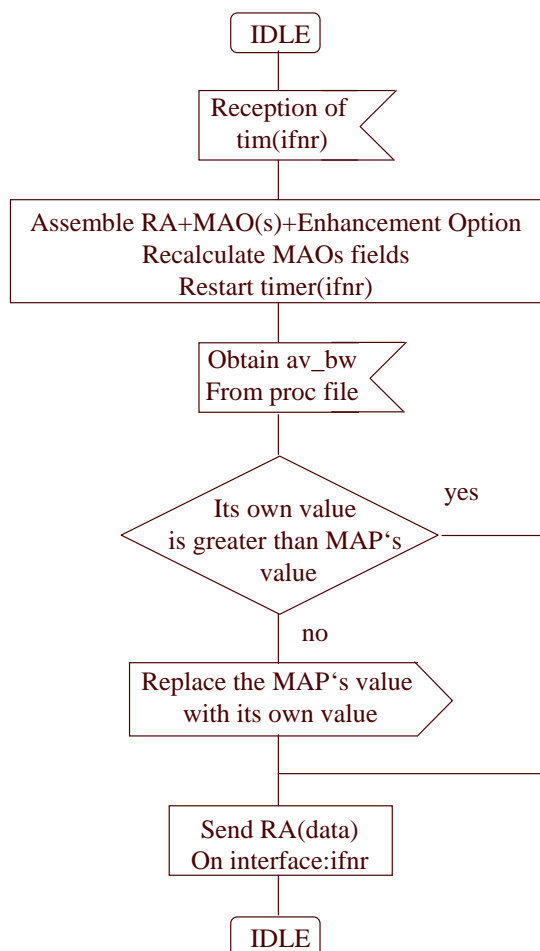 IDLE
Reception of
tim(ifnr)
Assemble RA+MAO(s)+Enhancement Option
Recalculate MAOs fields
Restart timer(ifnr)
Obtain av_bw
From proc file
Its own value
is greater than MAP‘s
value
yes
no
Replace the MAP‘s value
with its own value
Send RA(data)
On interface:ifnr
IDLE